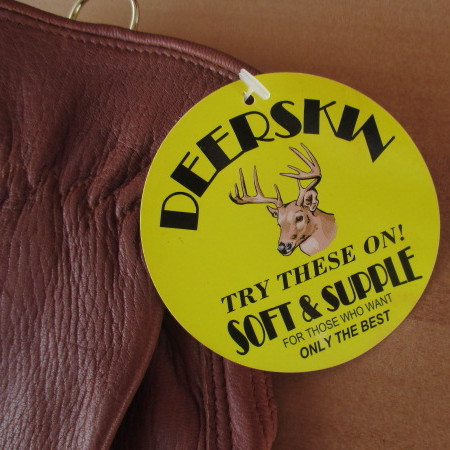 DEERSKIN
TRY THESE ON!
SOFT & SUPPLE
FOR THOSE WHO WANT
ONLY THE BEST